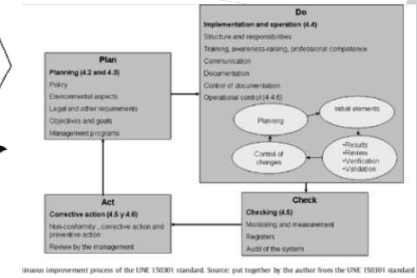 Do
Implementation and operation (4.4)
Structure and responsibilities
Training, awareness-raising, professional competence
Communication
Documentation
Control of documentation
Operational control (4.4.6)
Planning
Initial elements
Control of
changes
•Results
•Review
•Verification
•Validation
Plan
Planning (4.2 and 4.3)
Policy
Environmental aspects
Legal and other requirements
Objectives and goals
Management programs
Act
Corrective action (4.5 y 4.6)
Non-conformity , corrective action and
preventive action
Review by the management
Check
Checking (4.5)
Monitoring and measurement
Registers
Audit of the system
tinuous improvement process of the UNE 150301 standard. Source: put together by the author from the UNE 150301 standard